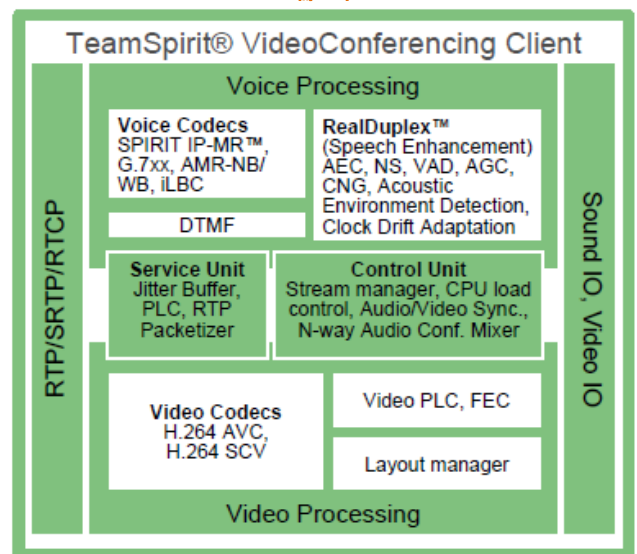 TeamSpirit® VideoConferencing Client
RTP/SRTP/RTCP
Voice Processing
Voice Codecs
SPIRIT IP-MR™,
G.7xx, AMR-NB/
WB, iLBC
DTMF
RealDuplex™
(Speech Enhancement)
AEC, NS, VAD, AGC,
CNG, Acoustic
Environment Detection,
Clock Drift Adaptation
Service Unit
Jitter Buffer,
PLC, RTP
Packetizer
Control Unit
Stream manager, CPU load
control, Audio/Video Sync.,
N-way Audio Conf. Mixer
Video Codecs
H.264 AVC,
H.264 SCV
Video PLC, FEC
Layout manager
Video Processing
Sound IO, Video IO